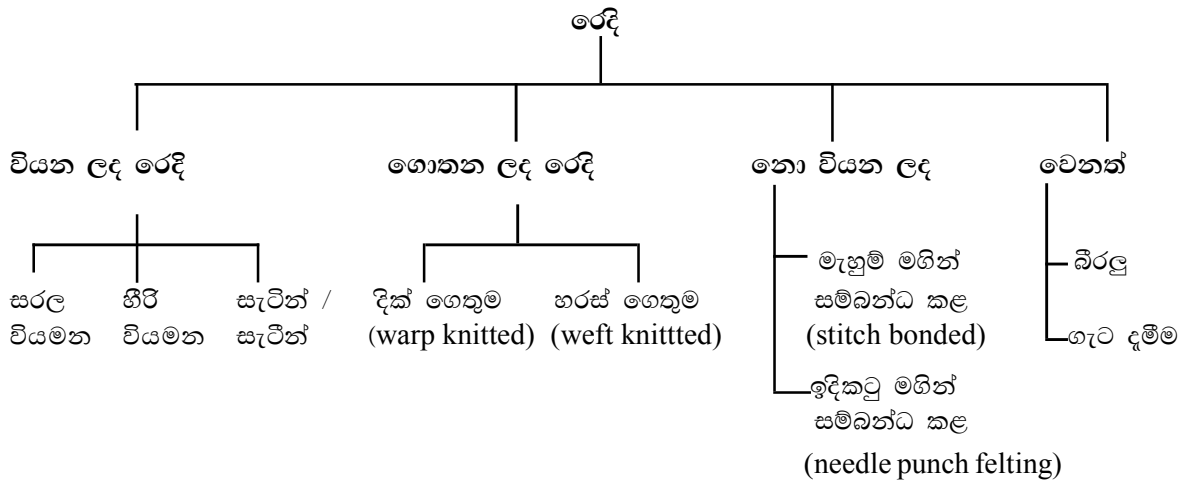 රෙදි
වියන ලද රෙදි
ගොතන ලද රෙදි
නො වියන ලද
වෙනත්
සරල
වියමන
හීරි
වියමන
සැටින් /
සැටීන්
දික් ගෙතුම
(warp knitted)
හරස් ගෙතුම
(weft knittted)
මැහුම් මගින්
සම්බන්ධ කළ
(stitch bonded)
ඉදිකටු මගින්
සම්බන්ධ කළ
(needle punch felting)
බීරලු
ගැට දැමීම